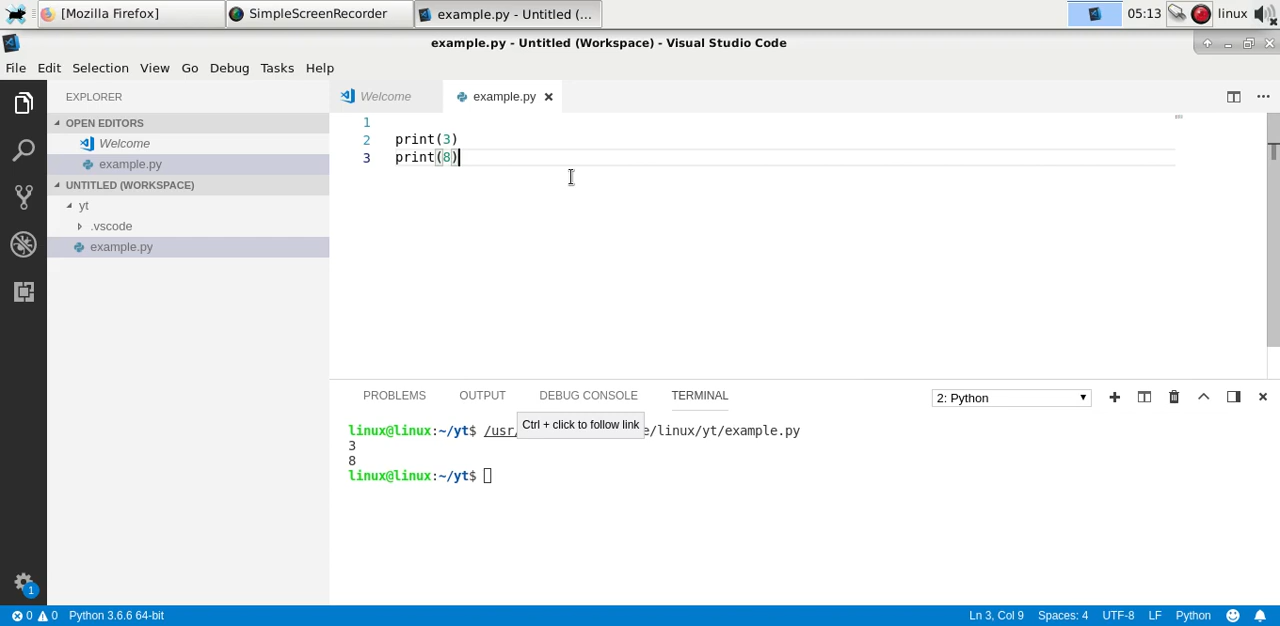 [Mozilla Firefox] SimpleScreenRecorder example.py - Untitled (... 05:13 linux
example.py - Untitled (Workspace) - Visual Studio Code
File Edit Selection View Go Debug Tasks Help
EXPLORER
OPEN EDITORS
Welcome
example.py
UNTITLED (WORKSPACE)
yt
.vscode
example.py
1
Welcome example.py
1
2 print(3)
3 print(8)
PROBLEMS OUTPUT DEBUG CONSOLE TERMINAL 2: Python
Ctrl + click to follow link
linux@linux:~/yt$ /usr/ e/linux/yt/example.py
3
8
linux@linux:~/yt$
0 0 Python 3.6.6 64-bit Ln 3, Col 9 Spaces: 4 UTF-8 LF Python